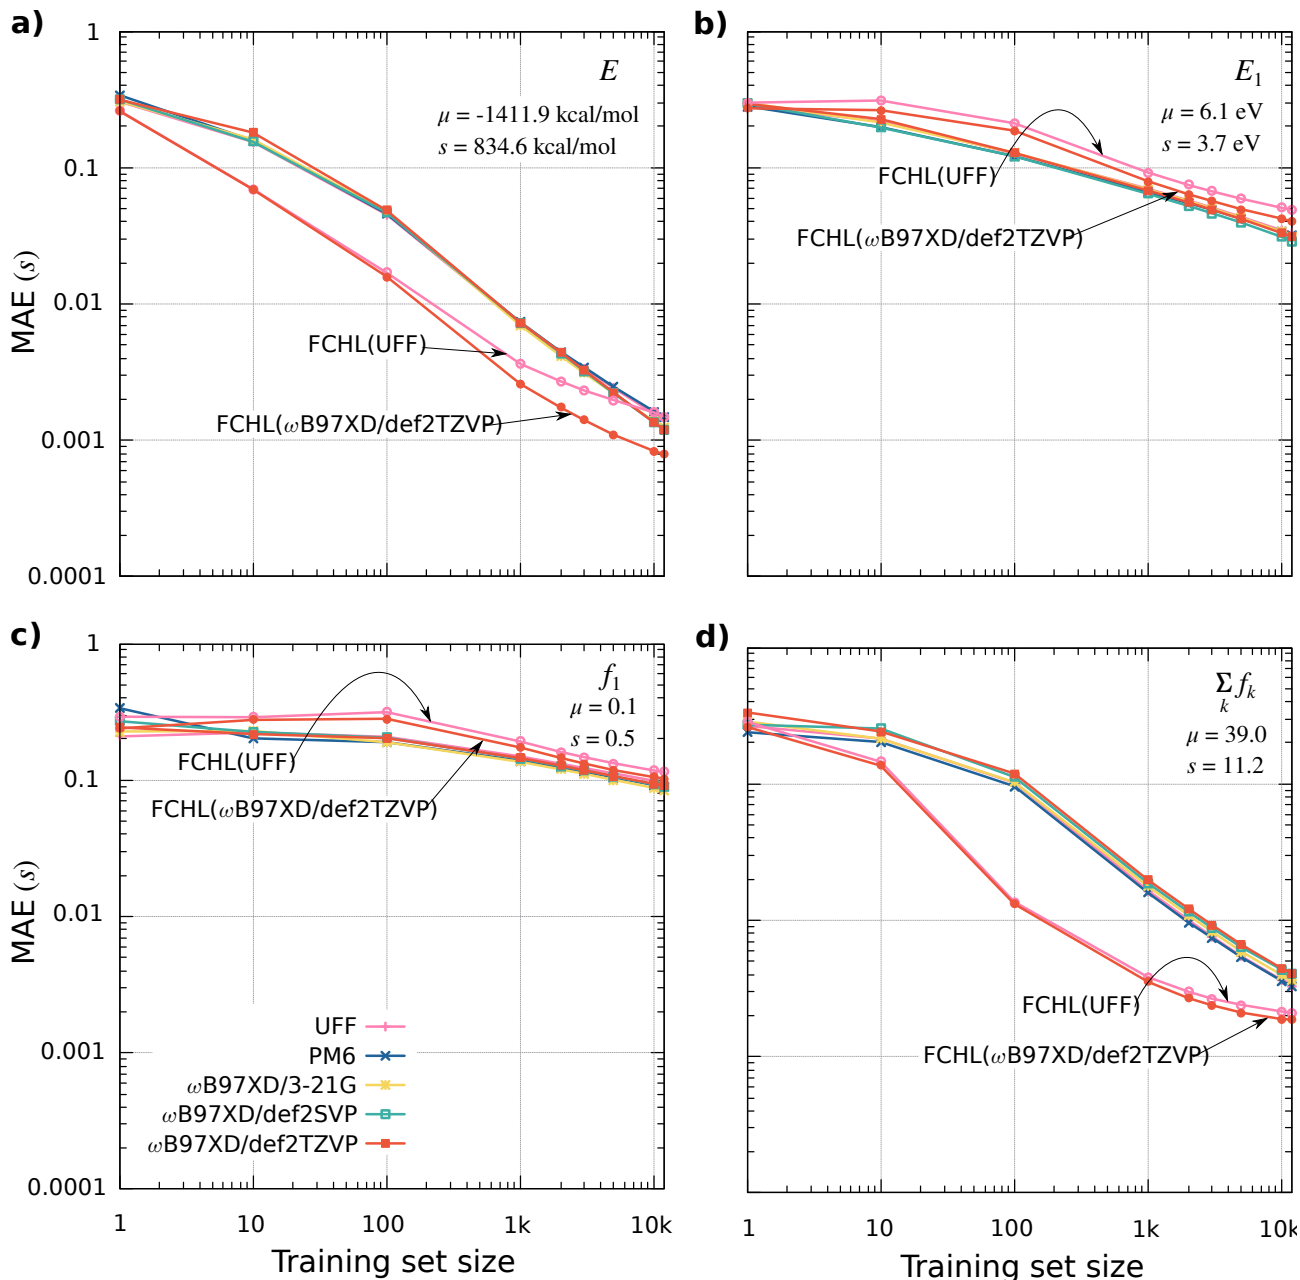 a)
1
0.1
0.01
0.001
0.0001
MAE (s)
E
μ = -1411.9 kcal/mol
s = 834.6 kcal/mol
FCHL(UFF)
FCHL(ωB97XD/def2TZVP)
b)
E1
μ = 6.1 eV
s = 3.7 eV
FCHL(UFF)
FCHL(ωB97XD/def2TZVP)
c)
1
0.1
0.01
0.001
0.0001
MAE (s)
f1
μ = 0.1
s = 0.5
FCHL(UFF)
FCHL(ωB97XD/def2TZVP)
UFF
PM6
ωB97XD/3-21G
ωB97XD/def2SVP
ωB97XD/def2TZVP
1 10 100 1k 10k
Training set size
d)
Σ fk
k
μ = 39.0
s = 11.2
FCHL(UFF)
FCHL(ωB97XD/def2TZVP)
1 10 100 1k 10k
Training set size